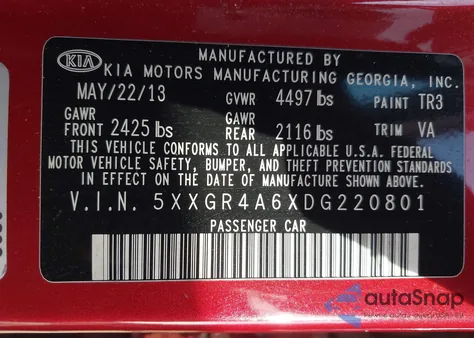 MANUFACTURED BY
KIA KIA MOTORS MANUFACTURING GEORGIA, INC.
MAY/22/13 GVWR 4497 lbs PAINT TR3
GAWR GAWR
FRONT 2425 lbs REAR 2116 lbs TRIM VA
THIS VEHICLE CONFORMS TO ALL APPLICABLE U.S.A. FEDERAL
MOTOR VEHICLE SAFETY, BUMPER, AND THEFT PREVENTION STANDARDS
IN EFFECT ON THE DATE OF MANUFACTURE SHOWN ABOVE.
V.I.N. 5XXGR4A6XDG220801
PASSENGER CAR
autoSnap